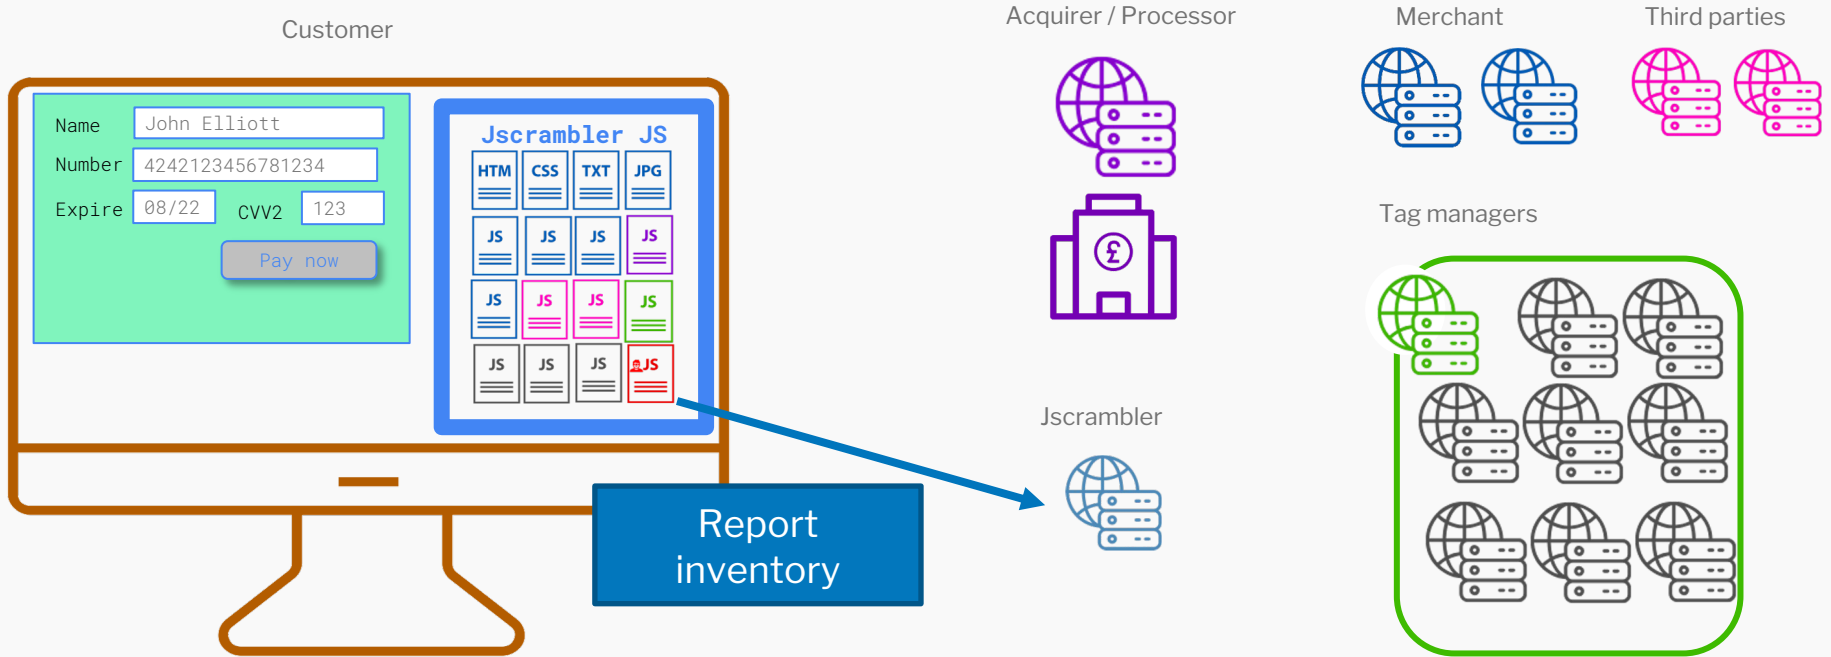 Customer
Acquirer / Processor
Merchant
Third parties
Name
John Elliott
Number
4242123456781234
Expire
08/22
CVV2
123
Pay now
Jscrambler JS
HTM
CSS
TXT
JPG
JS
JS
JS
JS
JS
JS
JS
JS
JS
JS
JS
JS
£
Tag managers
Jscrambler
Report
inventory